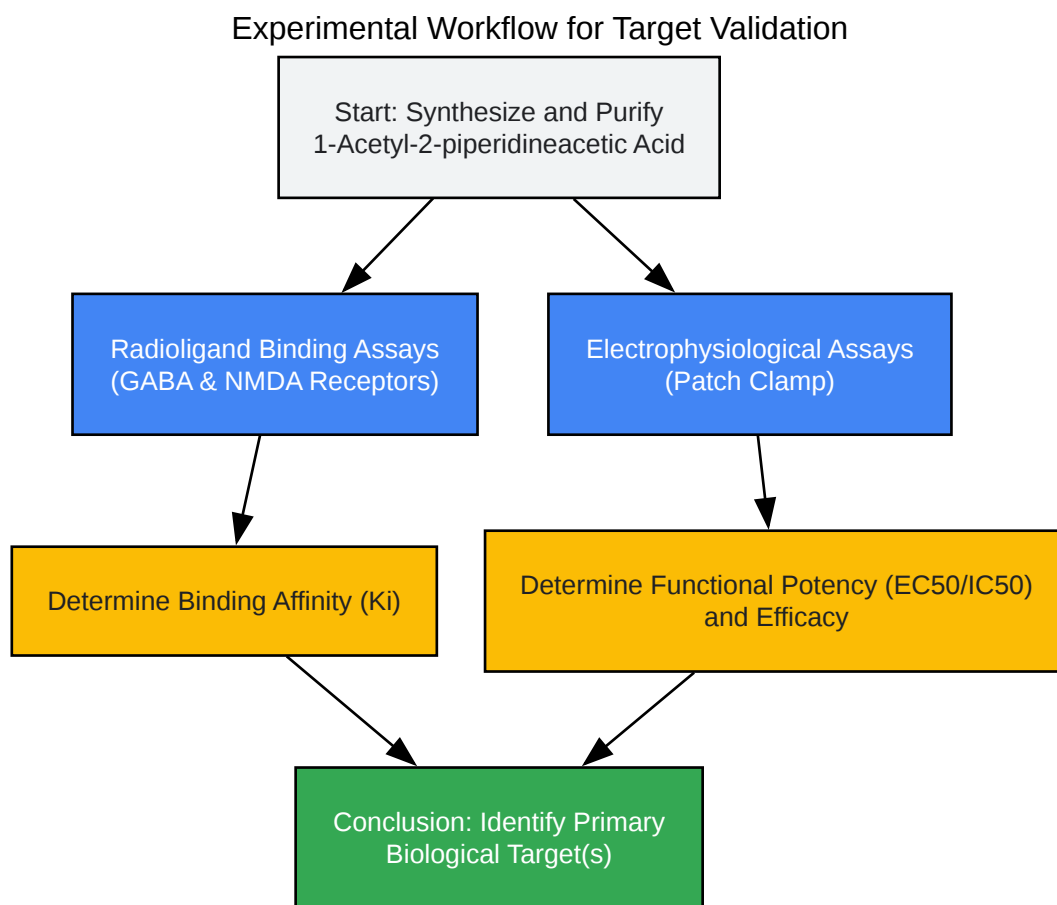 Experimental Workflow for Target Validation
Start: Synthesize and Purify
1-Acetyl-2-piperidineacetic Acid
Radioligand Binding Assays
(GABA & NMDA Receptors)
Electrophysiological Assays
(Patch Clamp)
Determine Binding Affinity (Ki)
Determine Functional Potency (EC50/IC50)
and Efficacy
Conclusion: Identify Primary
Biological Target(s)